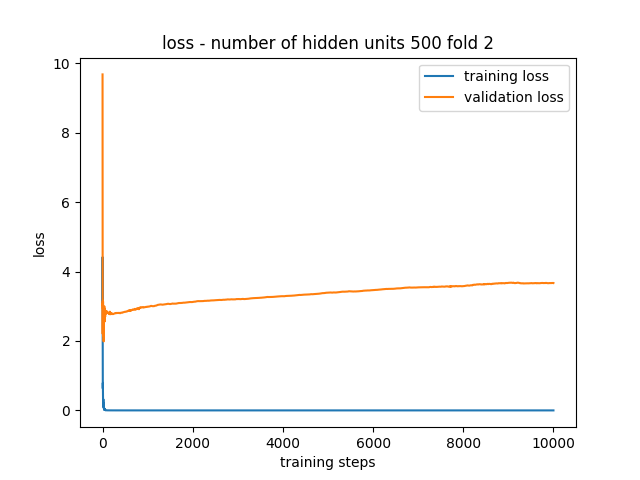 loss - number of hidden units 500 fold 2
training loss
validation loss
10
8
6
4
2
0
loss
0 2000 4000 6000 8000 10000
training steps